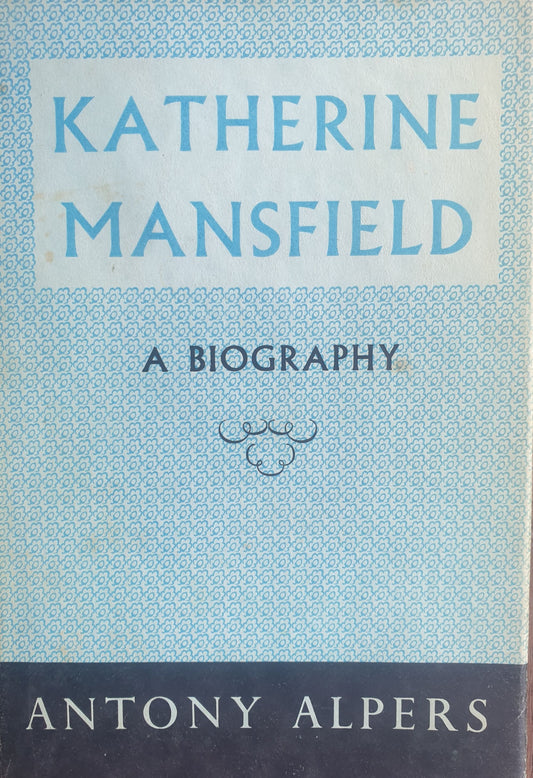 KATHERINE
MANSFIELD
A BIOGRAPHY
ANTONY ALPERS